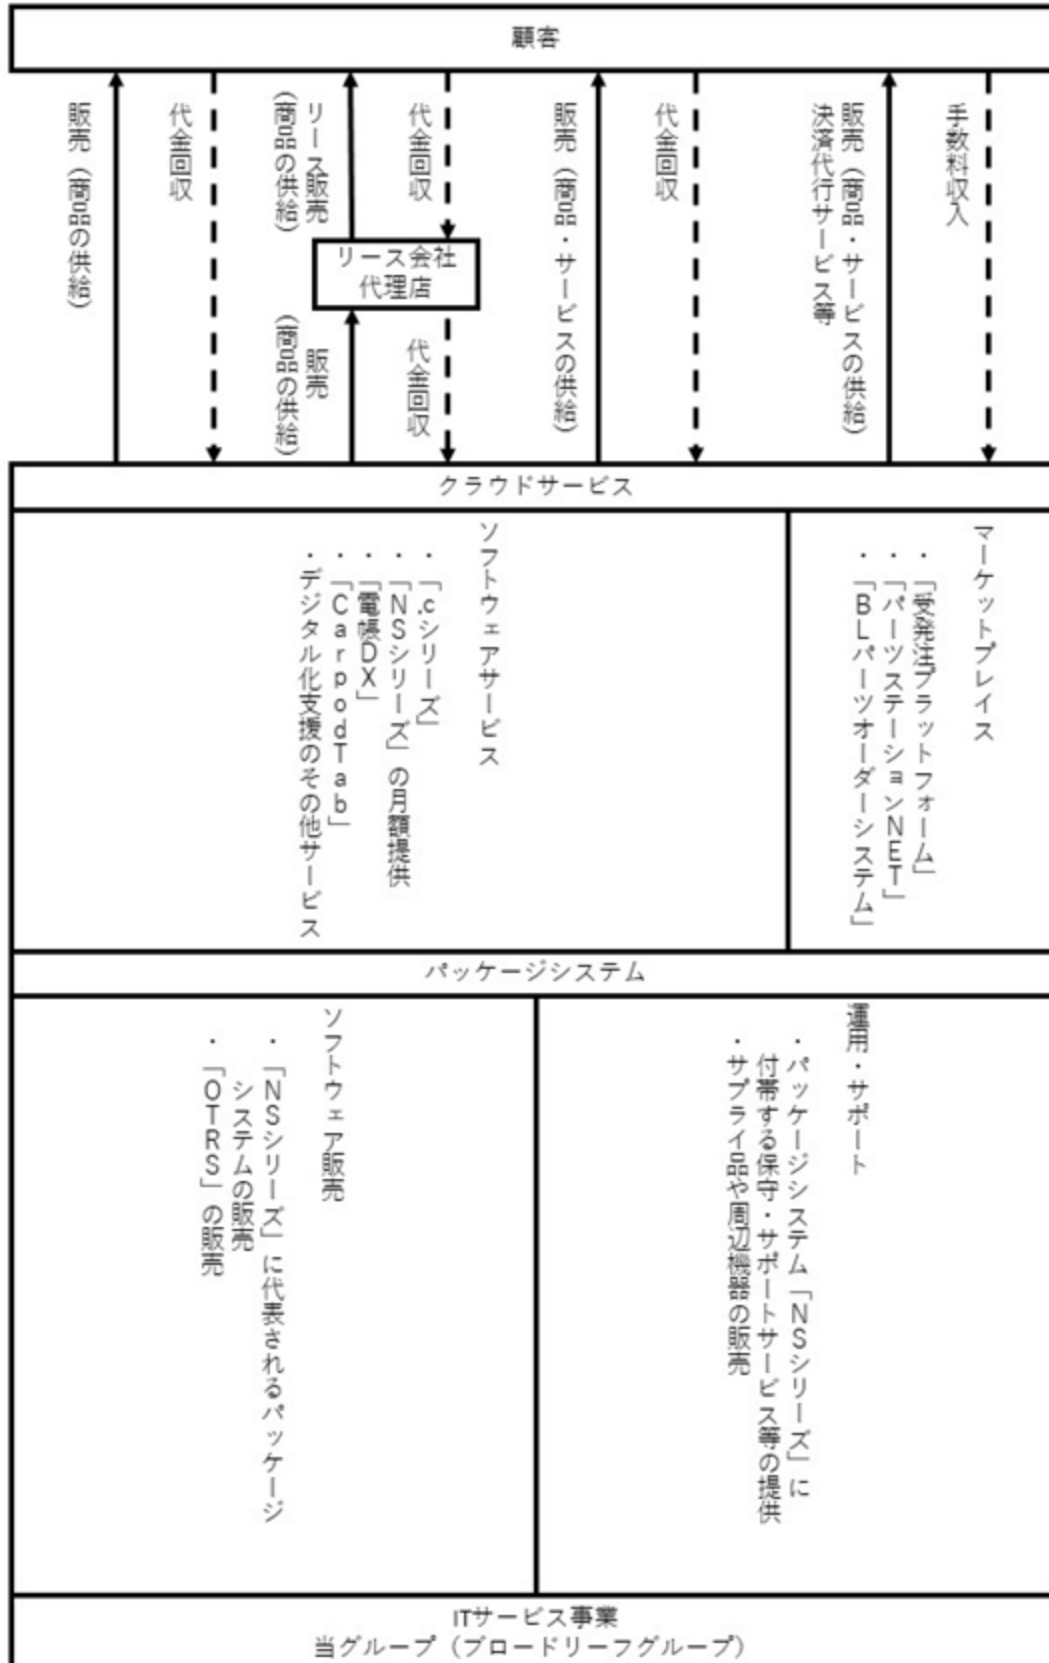 顧客
販売（商品の供給）
代金回収
リース販売
（商品の供給）
代金回収
リース会社
代理店
販売
（商品の供給）
代金回収
販売（商品・サービスの供給）
代金回収
販売（商品・サービスの供給）
決済代行サービス等
手数料収入
クラウドサービス
ソフトウェアサービス
・「.cシリーズ」
・「NSシリーズ」の月額提供
・「電帳DX」
・「CarpodTab」
・デジタル化支援のその他サービス
マーケットプレイス
・「受発注プラットフォーム」
・「パーツステーションNET」
・「BLパーツオーダーシステム」
パッケージシステム
ソフトウェア販売
・「NSシリーズ」に代表されるパッケージ
システムの販売
・「OTRS」の販売
運用・サポート
・パッケージシステム「NSシリーズ」に
付帯する保守・サポートサービス等の提供
・サプライ品や周辺機器の販売
ITサービス事業
当グループ（ブロードリーフグループ）